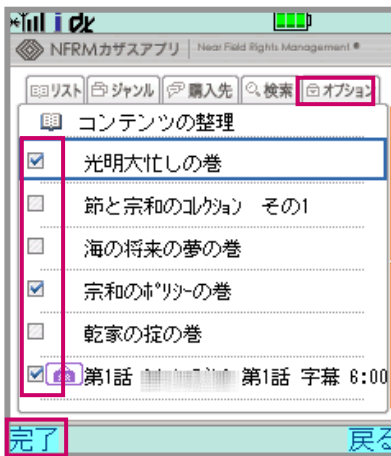 NFRMカザスアプリ Near Field Rights Management
リスト ジャンル 購入先 検索 オプション
コンテンツの整理
光明大忙しの巻
節と宗和のｺﾚｸｼｮﾝ その1
海の将来の夢の巻
宗和のﾎﾟﾘｼｰの巻
乾家の掟の巻
第1話 第1話 字幕 6:00
完了 戻る